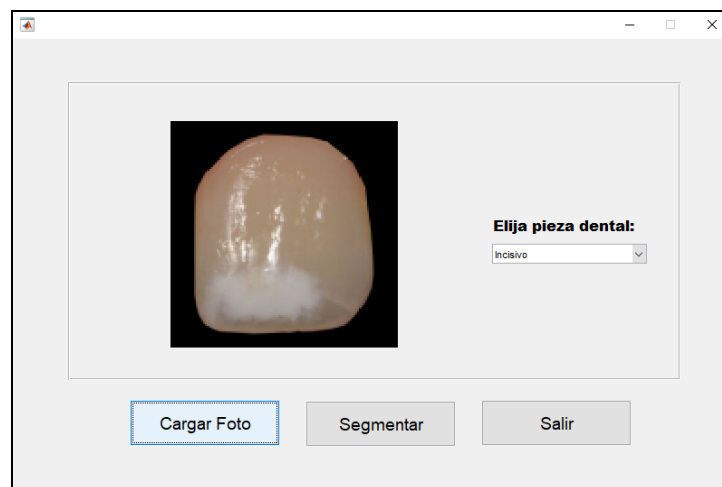 Elija pieza dental:
Incisivo
Cargar Foto
Segmentar
Salir